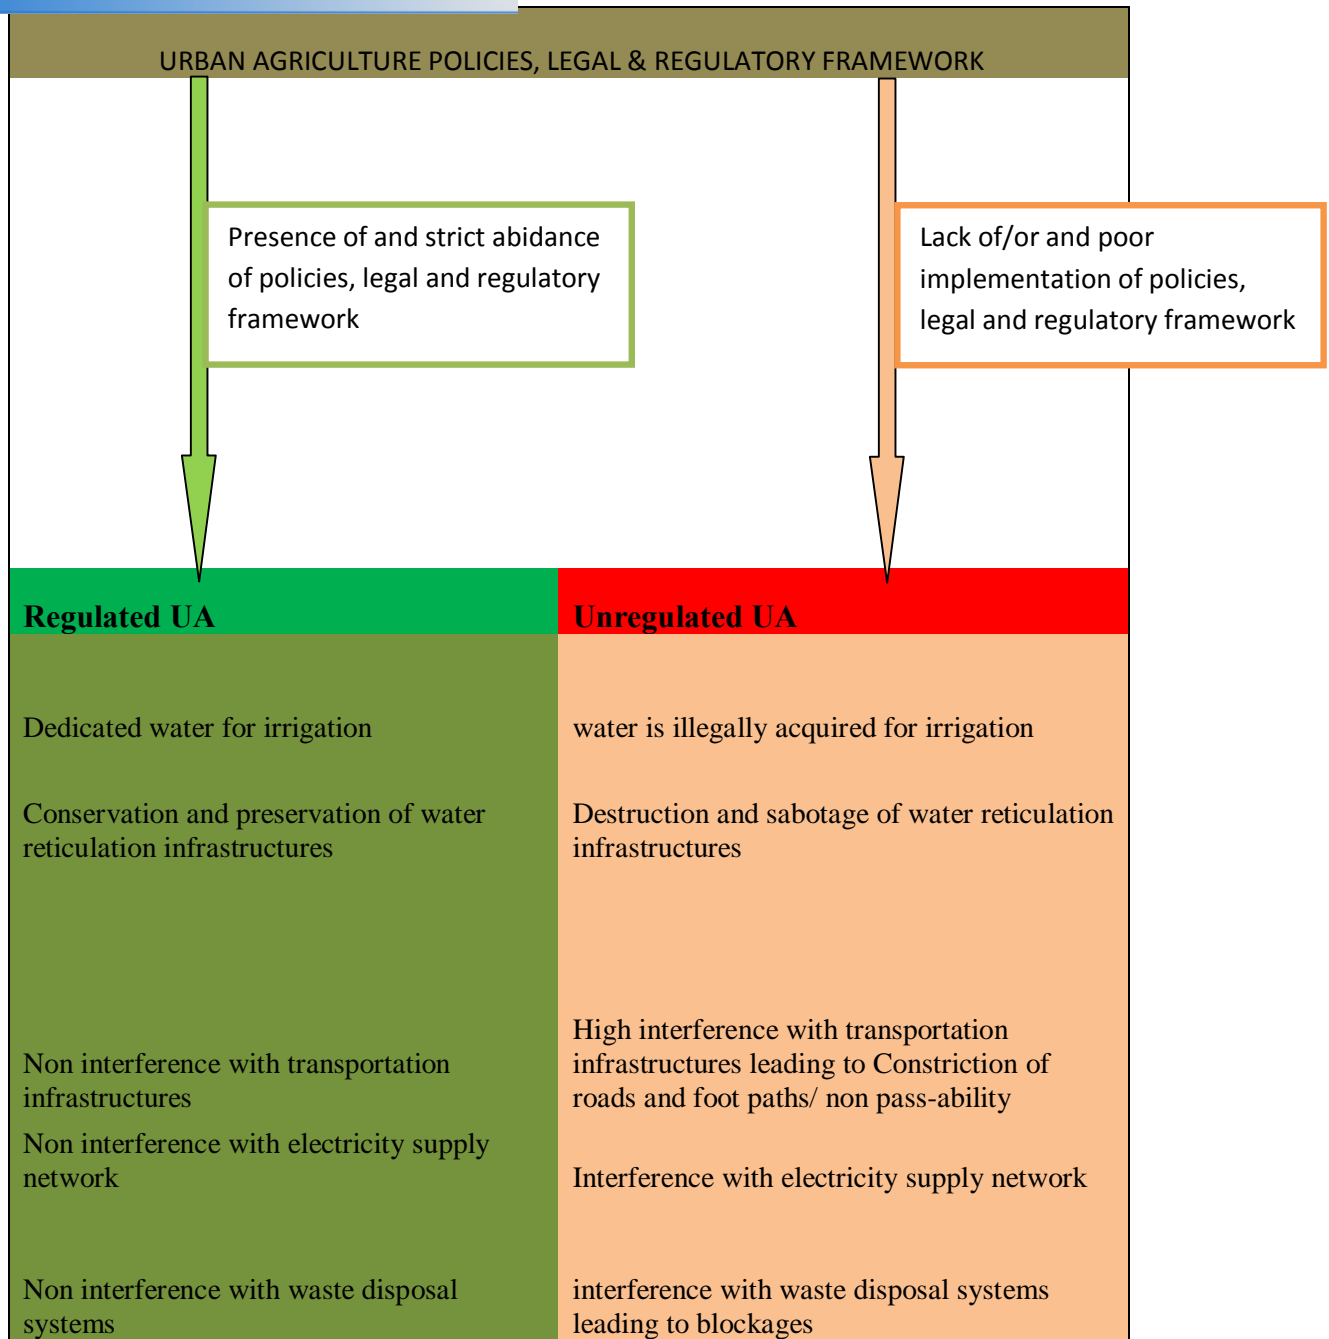 URBAN AGRICULTURE POLICIES, LEGAL & REGULATORY FRAMEWORK
Presence of and strict abidance
of policies, legal and regulatory
framework
Lack of/or and poor
implementation of policies,
legal and regulatory framework
Regulated UA
Unregulated UA
Dedicated water for irrigation
water is illegally acquired for irrigation
Conservation and preservation of water
reticulation infrastructures
Destruction and sabotage of water reticulation
infrastructures
Non interference with transportation
infrastructures
High interference with transportation
infrastructures leading to Constriction of
roads and foot paths/ non pass-ability
Non interference with electricity supply
network
Interference with electricity supply network
Non interference with waste disposal
systems
interference with waste disposal systems
leading to blockages